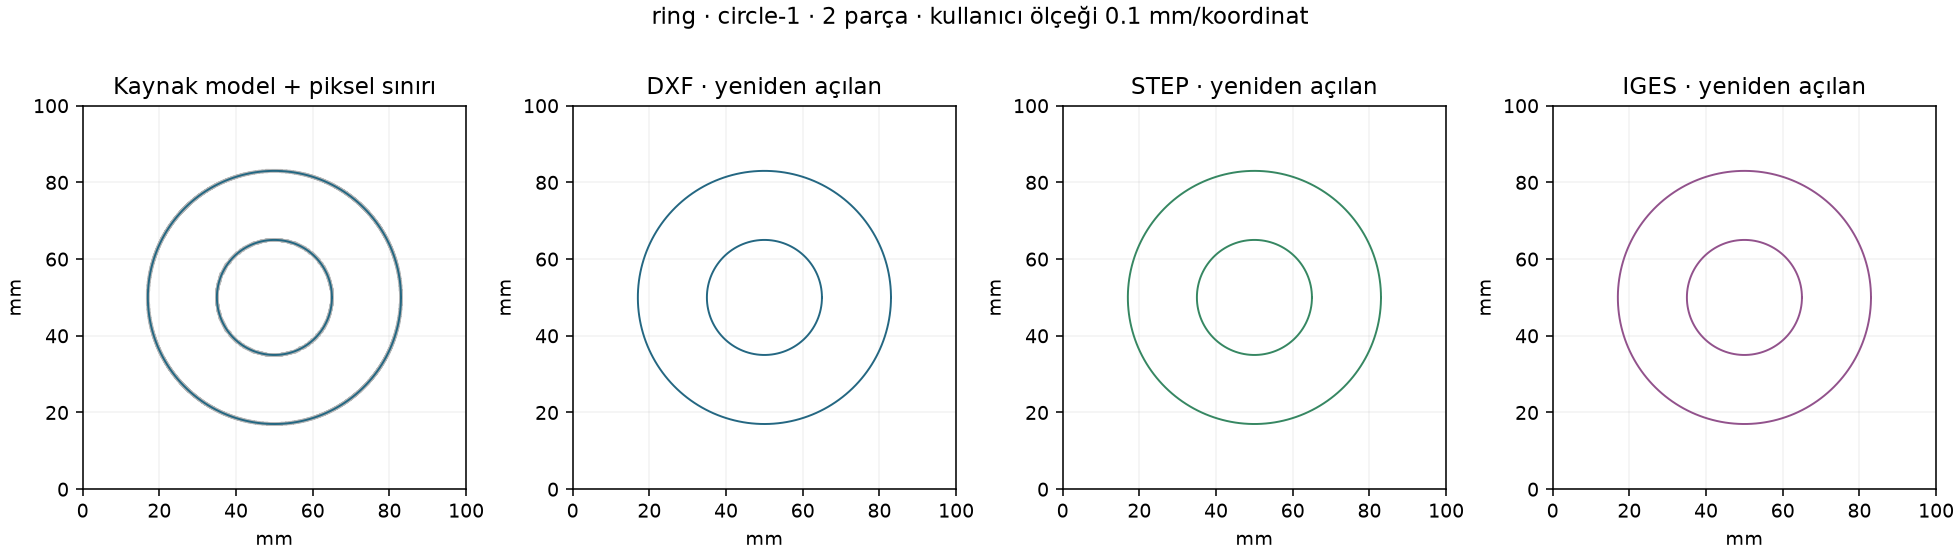 ring · circle-1 · 2 parça · kullanıcı ölçeği 0.1 mm/koordinat
Kaynak model + piksel sınırı
100
80
60
40
20
0
mm
0 20 40 60 80 100
mm
DXF · yeniden açılan
100
80
60
40
20
0
mm
0 20 40 60 80 100
mm
STEP · yeniden açılan
100
80
60
40
20
0
mm
0 20 40 60 80 100
mm
IGES · yeniden açılan
100
80
60
40
20
0
mm
0 20 40 60 80 100
mm